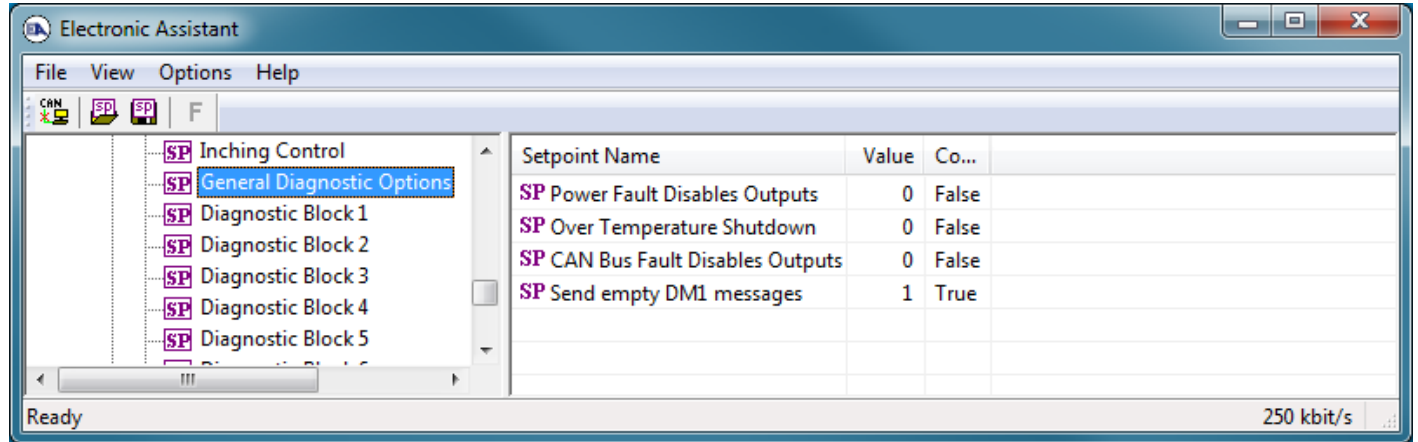 EA Electronic Assistant
File View Options Help
CAN SP SP F
SP Inching Control
SP General Diagnostic Options
SP Diagnostic Block 1
SP Diagnostic Block 2
SP Diagnostic Block 3
SP Diagnostic Block 4
SP Diagnostic Block 5
Setpoint Name Value Co...
SP Power Fault Disables Outputs 0 False
SP Over Temperature Shutdown 0 False
SP CAN Bus Fault Disables Outputs 0 False
SP Send empty DM1 messages 1 True
Ready 250 kbit/s